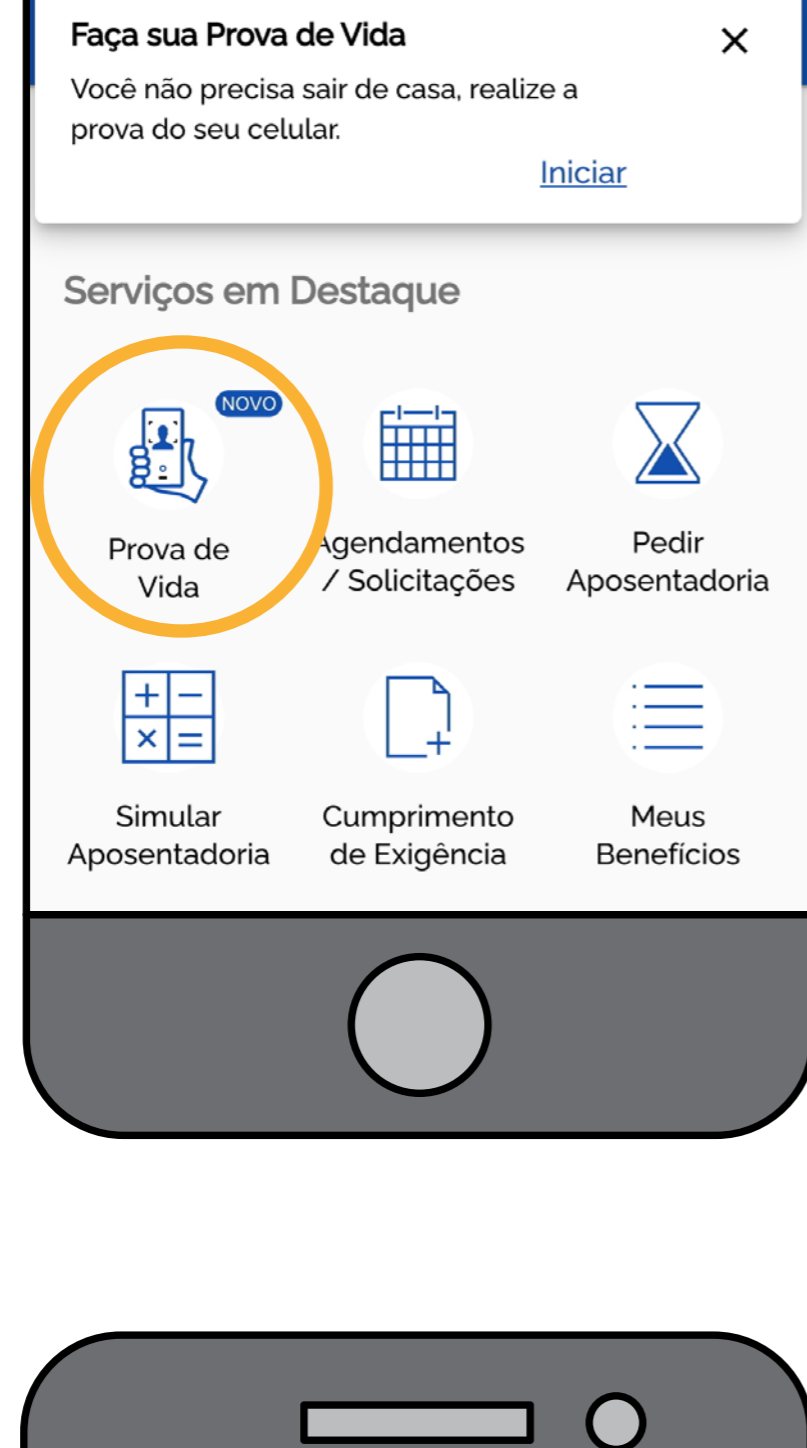 Faça sua Prova de Vida
Você não precisa sair de casa, realize a
prova do seu celular.
Iniciar
Serviços em Destaque
NOVO
Prova de
Vida
Agendamentos
/ Solicitações
Pedir
Aposentadoria
Simular
Aposentadoria
Cumprimento
de Exigência
Meus
Benefícios